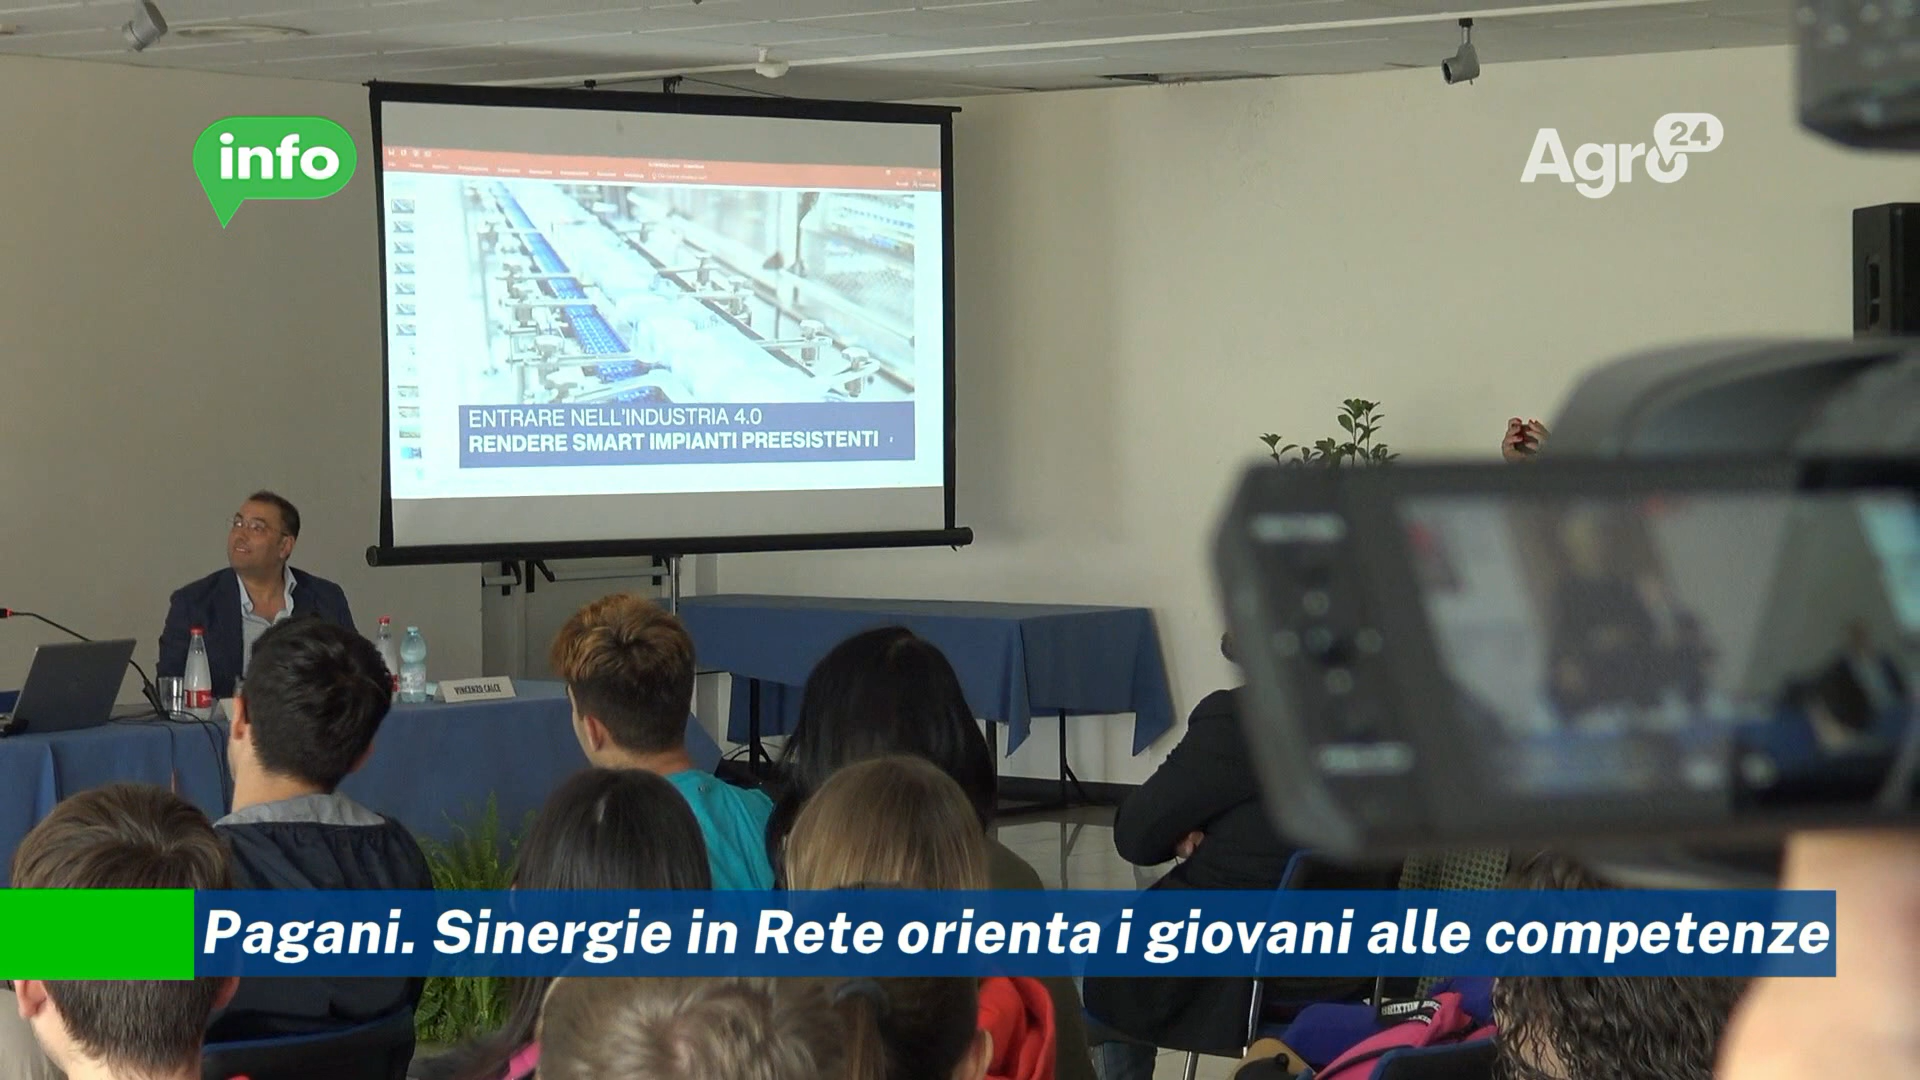 info
Agro 24
ENTRARE NELL'INDUSTRIA 4.0
RENDERE SMART IMPIANTI PREESISTENTI
VINCENZO CALCE
Pagani. Sinergie in Rete orienta i giovani alle competenze